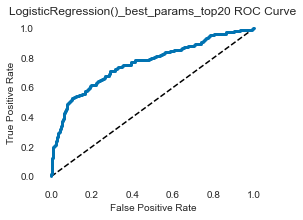 LogisticRegression()_best_params_top20 ROC Curve
1.0
0.8
0.6
0.4
0.2
0.0
True Positive Rate
0.0 0.2 0.4 0.6 0.8 1.0
False Positive Rate